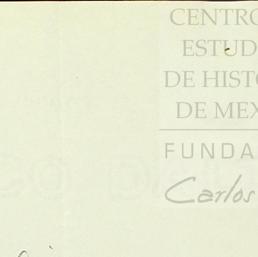 CENTRO
ESTUD
DE HISTO
DE MEX
FUNDA
Carlos